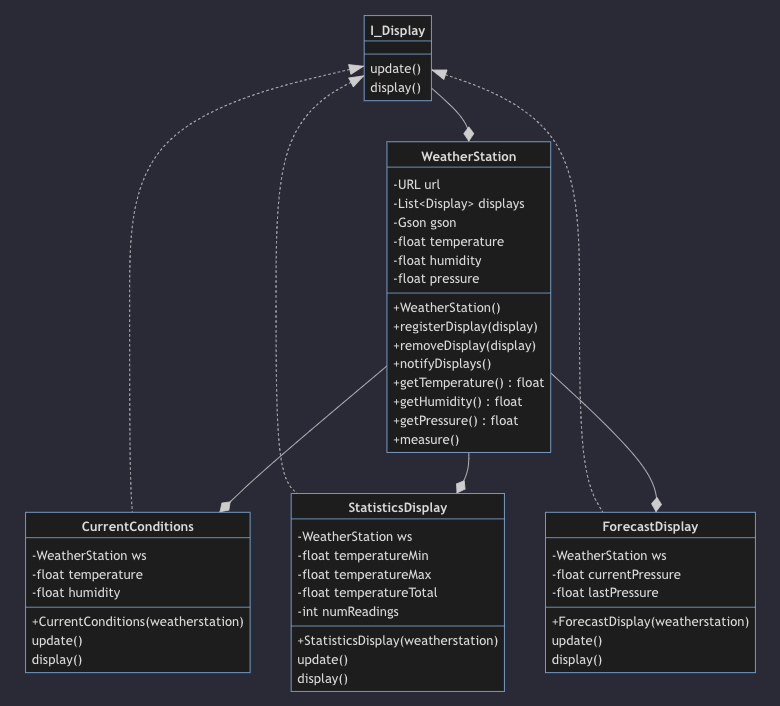 I_Display
update()
display()
WeatherStation
-URL url
-List<Display> displays
-Gson gson
-float temperature
-float humidity
-float pressure
+WeatherStation()
+registerDisplay(display)
+removeDisplay(display)
+notifyDisplays()
+getTemperature() : float
+getHumidity() : float
+getPressure() : float
+measure()
CurrentConditions
-WeatherStation ws
-float temperature
-float humidity
+CurrentConditions(weatherstation)
update()
display()
StatisticsDisplay
-WeatherStation ws
-float temperatureMin
-float temperatureMax
-float temperatureTotal
-int numReadings
+StatisticsDisplay(weatherstation)
update()
display()
ForecastDisplay
-WeatherStation ws
-float currentPressure
-float lastPressure
+ForecastDisplay(weatherstation)
update()
display()